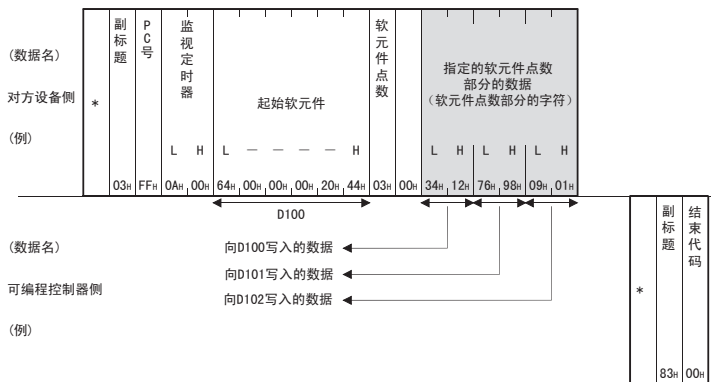 (数据名)
对方设备侧
(例)
*
副标题
PC号
监视定时器
起始软元件
软元件点数
指定的软元件点数
部分的数据
(软元件点数部分的字符)
L H L — — — — H L H L H L H
03H FFH 0AH 00H 64H 00H 00H 00H 20H 44H 03H 00H 34H 12H 76H 98H 09H 01H
D100
(数据名)
可编程控制器侧
(例)
向D100写入的数据
向D101写入的数据
向D102写入的数据
*
副标题
结束代码
83H 00H